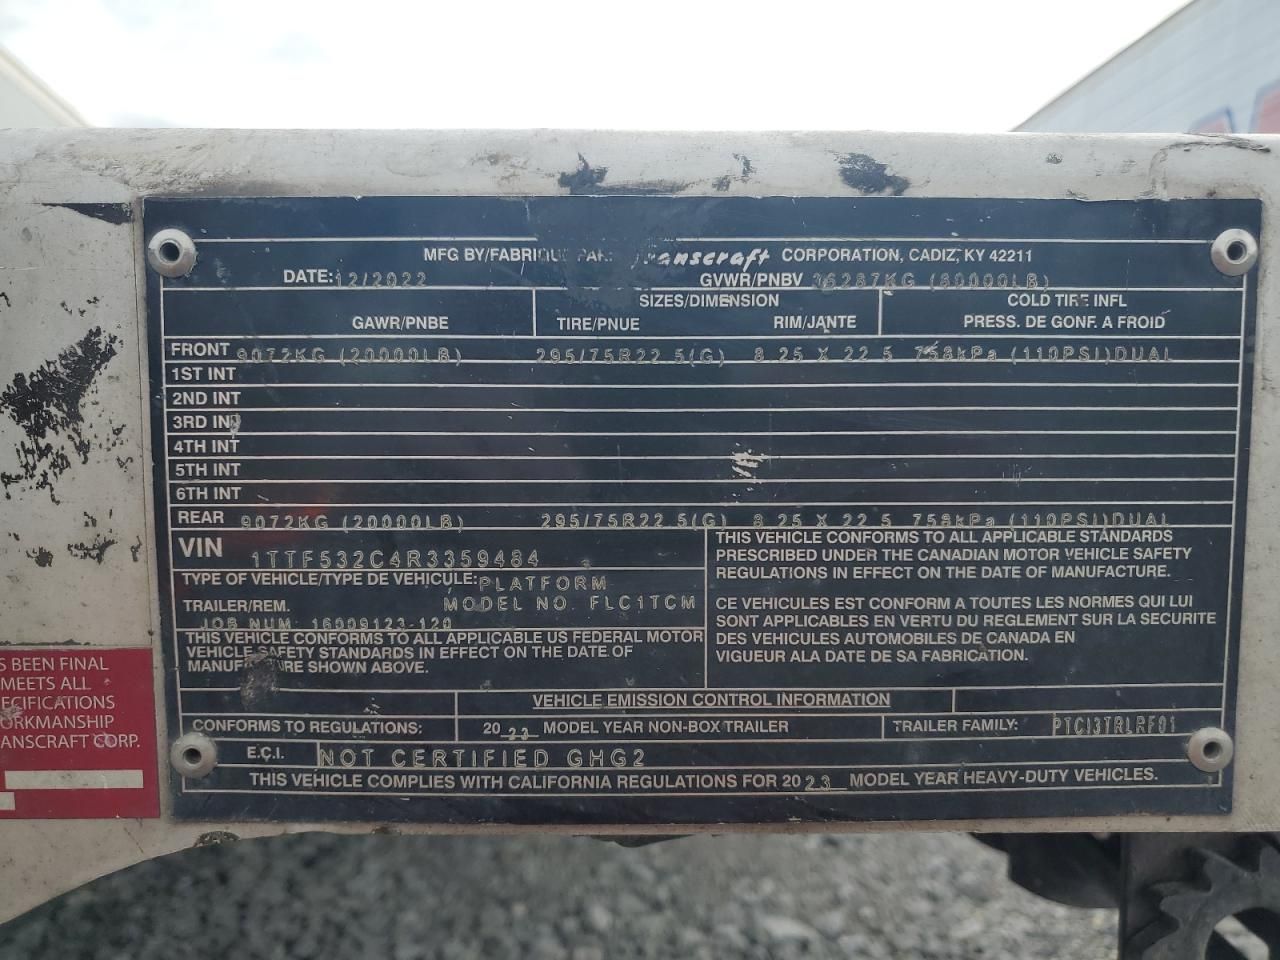 MFG BY/FABRIQUE PAR: Transcraft CORPORATION, CADIZ, KY 42211
DATE: 12/2022 GVWR/PNBV 36287KG (80000LB)
SIZES/DIMENSION COLD TIRE INFL
GAWR/PNBE TIRE/PNUE RIM/JANTE PRESS. DE GONF. A FROID
FRONT 9072KG (20000LB) 295/75R22.5(G) 8.25 X 22.5 758kPa (110PSI)DUAL
1ST INT
2ND INT
3RD INT
4TH INT
5TH INT
6TH INT
REAR 9072KG (20000LB) 295/75R22.5(G) 8.25 X 22.5 758kPa (110PSI)DUAL
VIN 1TTF532C4R3359484
TYPE OF VEHICLE/TYPE DE VEHICULE: PLATFORM
TRAILER/REM. MODEL NO. FLC1TCM
JOB NUM 16009123-120
THIS VEHICLE CONFORMS TO ALL APPLICABLE US FEDERAL MOTOR
VEHICLE SAFETY STANDARDS IN EFFECT ON THE DATE OF
MANUFACTURE SHOWN ABOVE.
THIS VEHICLE CONFORMS TO ALL APPLICABLE STANDARDS
PRESCRIBED UNDER THE CANADIAN MOTOR VEHICLE SAFETY
REGULATIONS IN EFFECT ON THE DATE OF MANUFACTURE.
CE VEHICULES EST CONFORM A TOUTES LES NORMES QUI LUI
SONT APPLICABLES EN VERTU DU REGLEMENT SUR LA SECURITE
DES VEHICULES AUTOMOBILES DE CANADA EN
VIGUEUR ALA DATE DE SA FABRICATION.
VEHICLE EMISSION CONTROL INFORMATION
CONFORMS TO REGULATIONS: 2023 MODEL YEAR NON-BOX TRAILER TRAILER FAMILY: PTC13TRLRF01
E.C.I. NOT CERTIFIED GHG2
THIS VEHICLE COMPLIES WITH CALIFORNIA REGULATIONS FOR 2023 MODEL YEAR HEAVY-DUTY VEHICLES.
S BEEN FINAL
MEETS ALL
ECIFICATIONS
ORKMANSHIP
ANSCRAFT CORP.